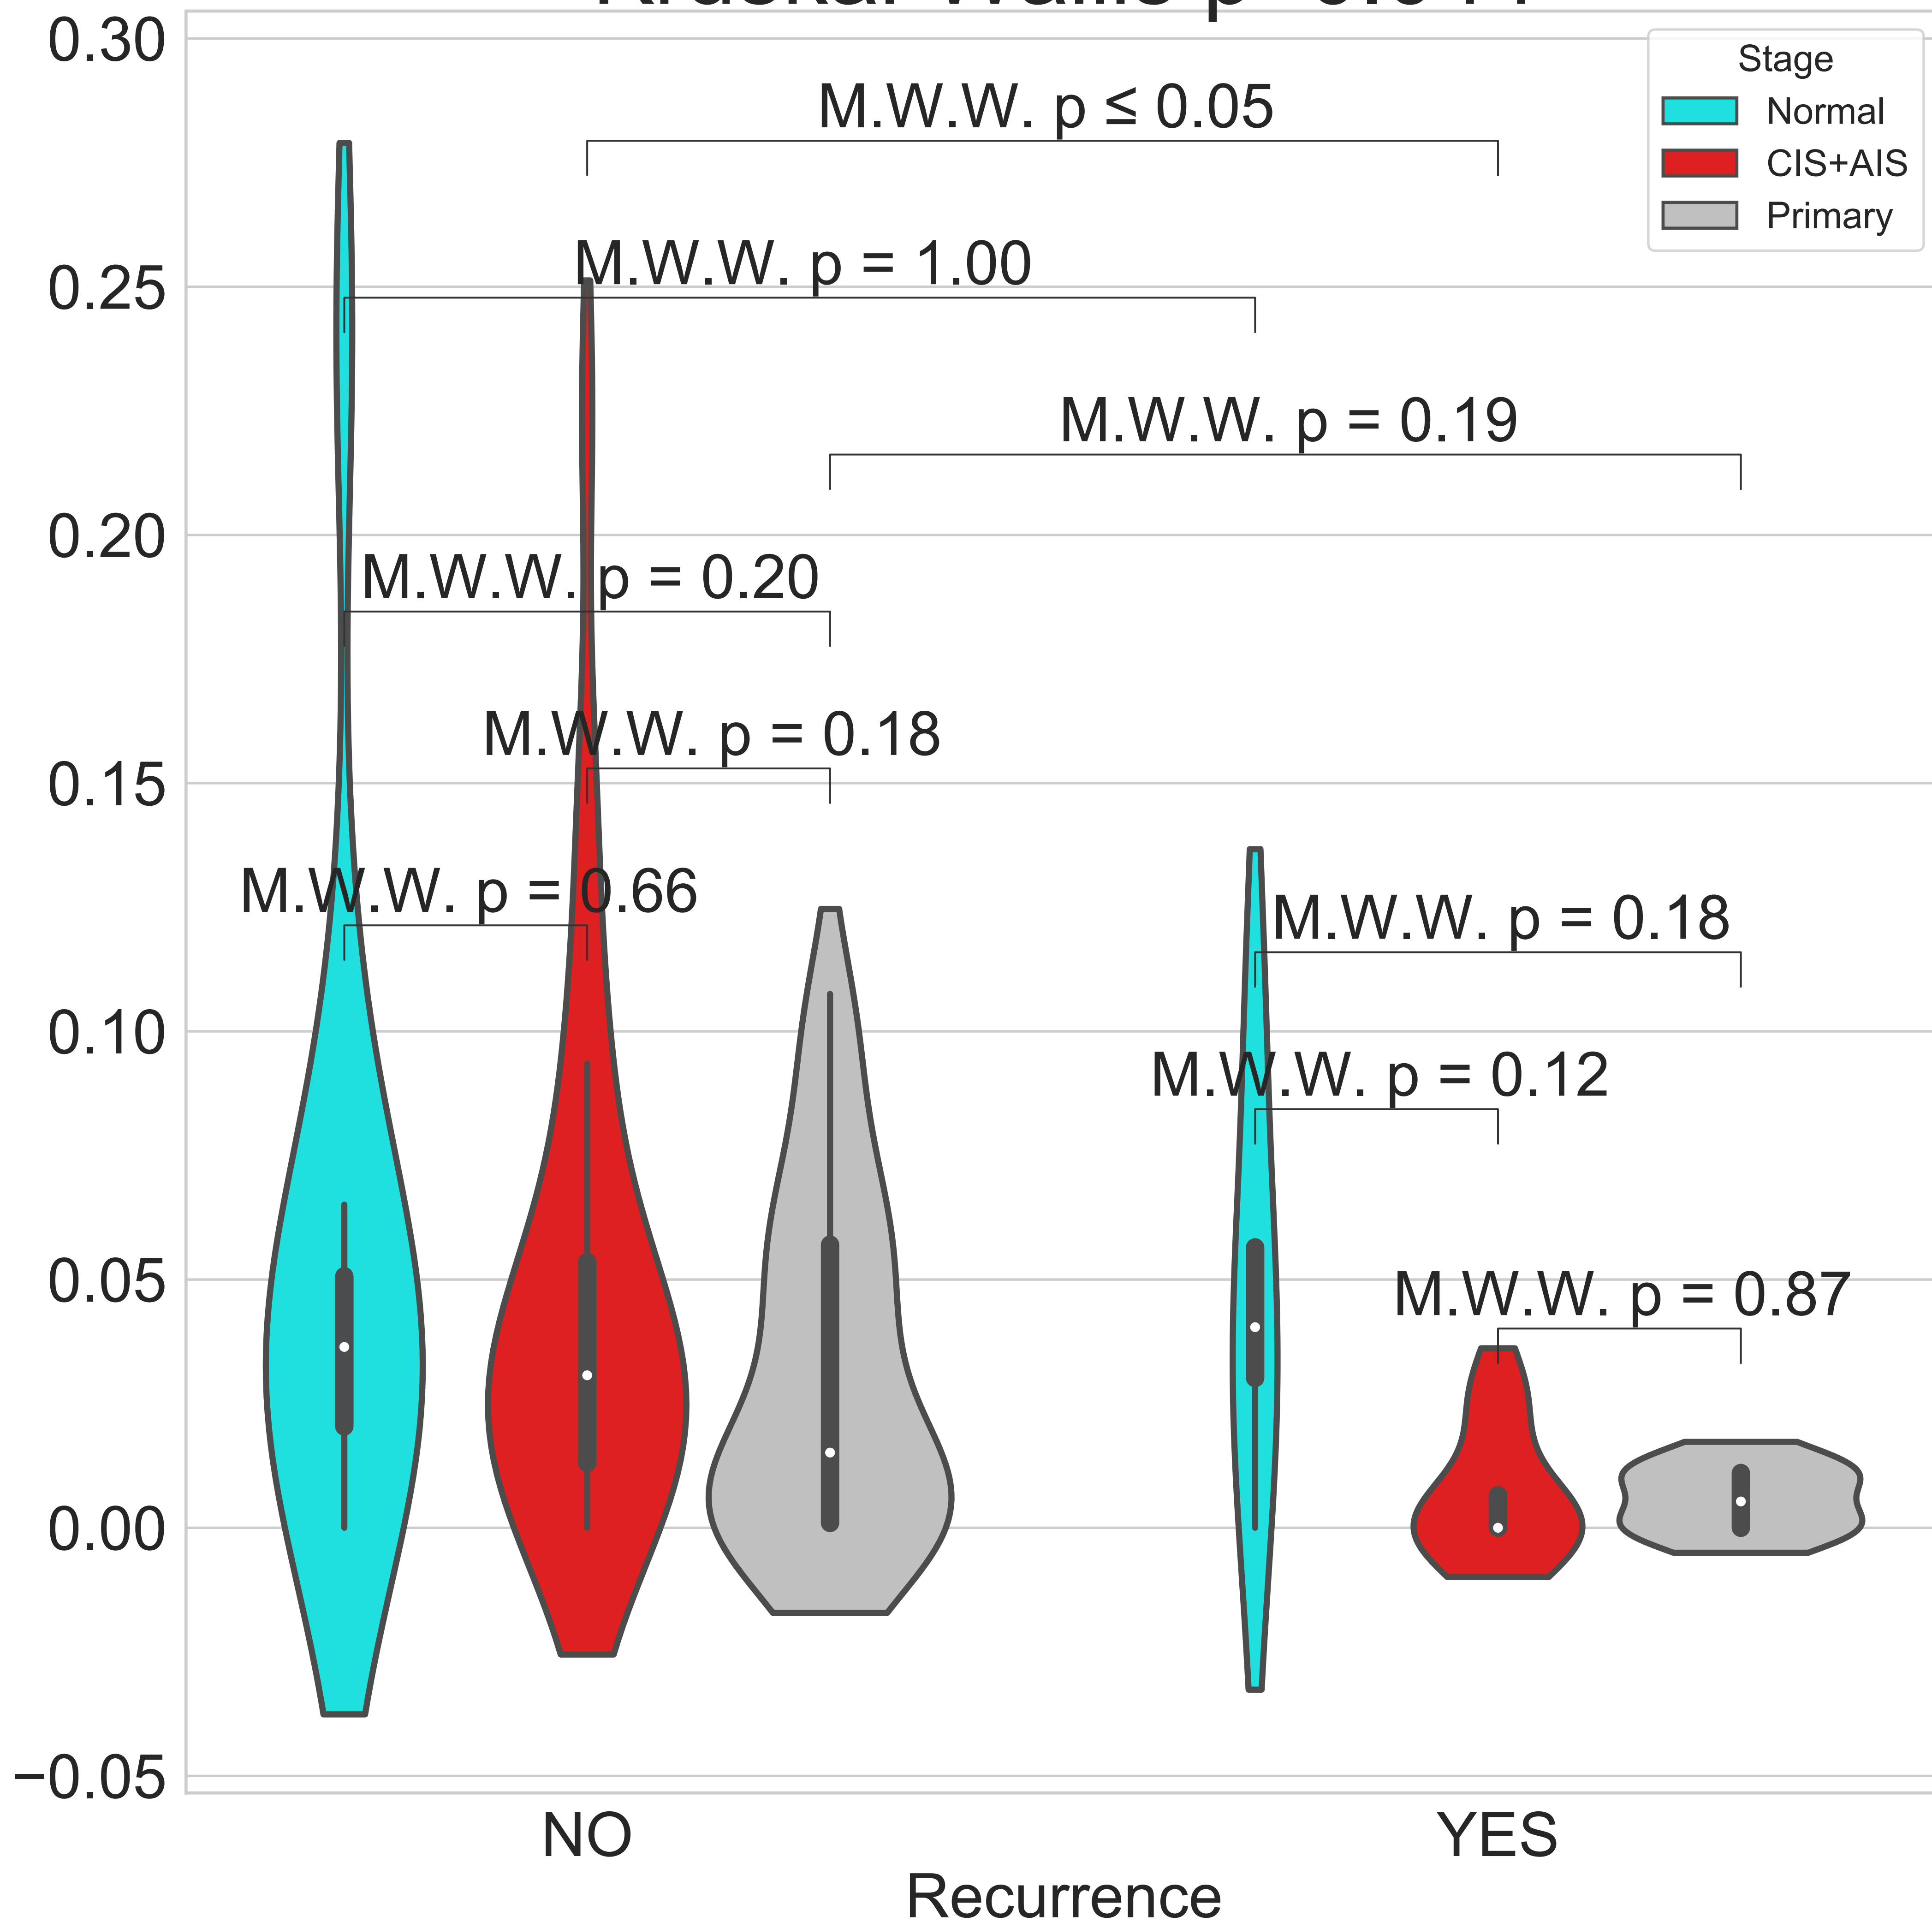 0.30
0.25
0.20
0.15
0.10
0.05
0.00
−0.05
Stage
Normal
CIS+AIS
Primary
M.W.W. p ≤ 0.05
M.W.W. p = 1.00
M.W.W. p = 0.19
M.W.W. p = 0.20
M.W.W. p = 0.18
M.W.W. p = 0.66
M.W.W. p = 0.18
M.W.W. p = 0.12
M.W.W. p = 0.87
NO
YES
Recurrence